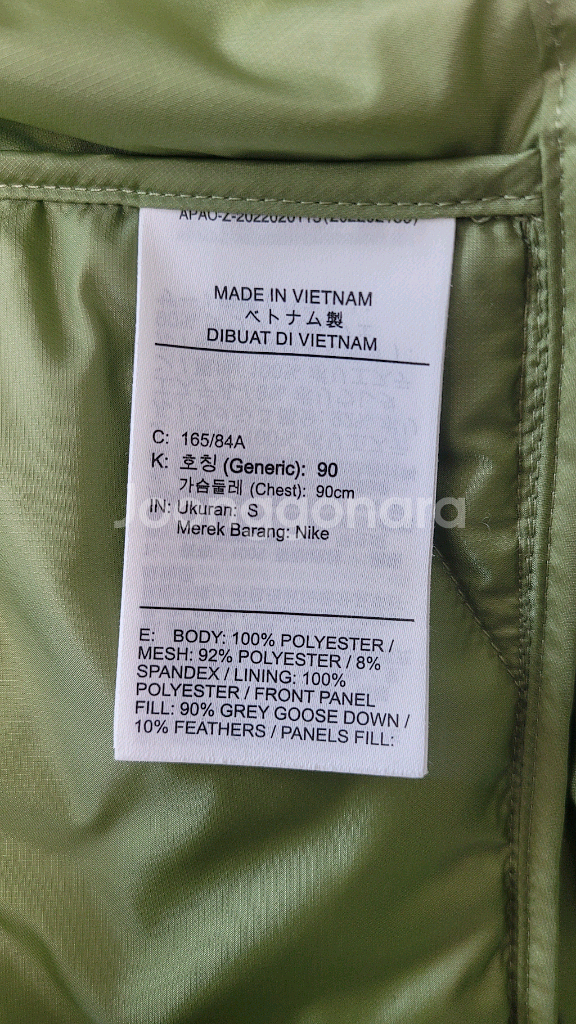 MADE IN VIETNAM
ベトナム製
DIBUAT DI VIETNAM
C: 165/84A
K: 호칭 (Generic): 90
가슴둘레 (Chest): 90cm
IN: Ukuran: S
Merek Barang: Nike
Joonggonara
E: BODY: 100% POLYESTER /
MESH: 92% POLYESTER / 8%
SPANDEX / LINING: 100%
POLYESTER / FRONT PANEL
FILL: 90% GREY GOOSE DOWN /
10% FEATHERS / PANELS FILL: